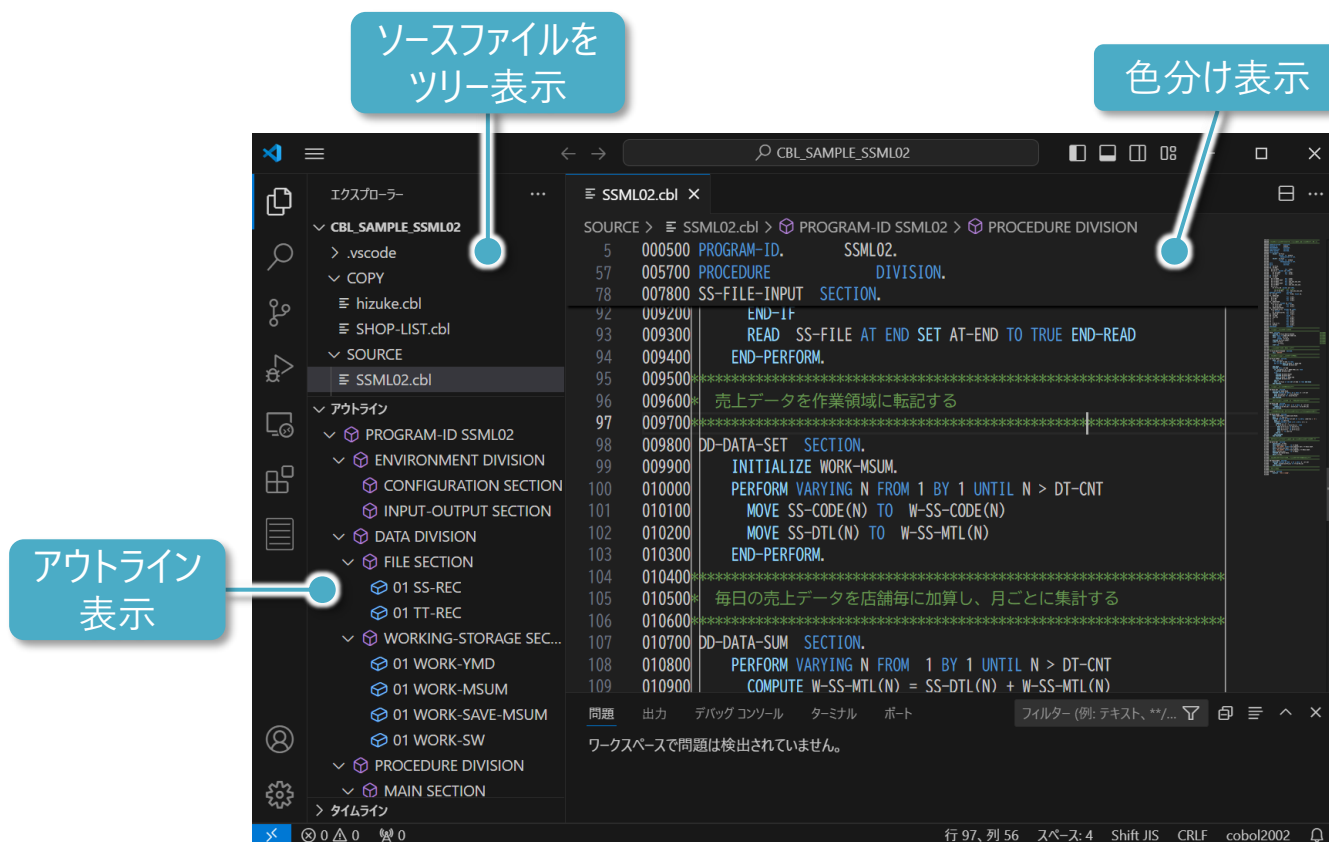 ソースファイルを
ツリー表示
色分け表示
アウトライン
表示
CBL_SAMPLE_SSML02
エクスプローラー
CBL_SAMPLE_SSML02
.vscode
COPY
hizuke.cbl
SHOP-LIST.cbl
SOURCE
SSML02.cbl
アウトライン
PROGRAM-ID SSML02
ENVIRONMENT DIVISION
CONFIGURATION SECTION
INPUT-OUTPUT SECTION
DATA DIVISION
FILE SECTION
01 SS-REC
01 TT-REC
WORKING-STORAGE SEC...
01 WORK-YMD
01 WORK-MSUM
01 WORK-SAVE-MSUM
01 WORK-SW
PROCEDURE DIVISION
MAIN SECTION
タイムライン
SSML02.cbl
SOURCE > SSML02.cbl > PROGRAM-ID SSML02 > PROCEDURE DIVISION
5 000500 PROGRAM-ID. SSML02.
57 005700 PROCEDURE DIVISION.
78 007800 SS-FILE-INPUT SECTION.
92 009200 END-IF
93 009300 READ SS-FILE AT END SET AT-END TO TRUE END-READ
94 009400 END-PERFORM.
95 009500****************************************************************
96 009600* 売上データを作業領域に転記する
97 009700****************************************************************
98 009800 DD-DATA-SET SECTION.
99 009900 INITIALIZE WORK-MSUM.
100 010000 PERFORM VARYING N FROM 1 BY 1 UNTIL N > DT-CNT
101 010100 MOVE SS-CODE(N) TO W-SS-CODE(N)
102 010200 MOVE SS-DTL(N) TO W-SS-MTL(N)
103 010300 END-PERFORM.
104 010400****************************************************************
105 010500* 毎日の売上データを店舗毎に加算し、月ごとに集計する
106 010600****************************************************************
107 010700 DD-DATA-SUM SECTION.
108 010800 PERFORM VARYING N FROM 1 BY 1 UNTIL N > DT-CNT
109 010900 COMPUTE W-SS-MTL(N) = SS-DTL(N) + W-SS-MTL(N)
問題 出力 デバッグ コンソール ターミナル ポート フィルター (例: テキスト、**/...
ワークスペースで問題は検出されていません。
0 0 0 行 97、列 56 スペース: 4 Shift JIS CRLF cobol2002